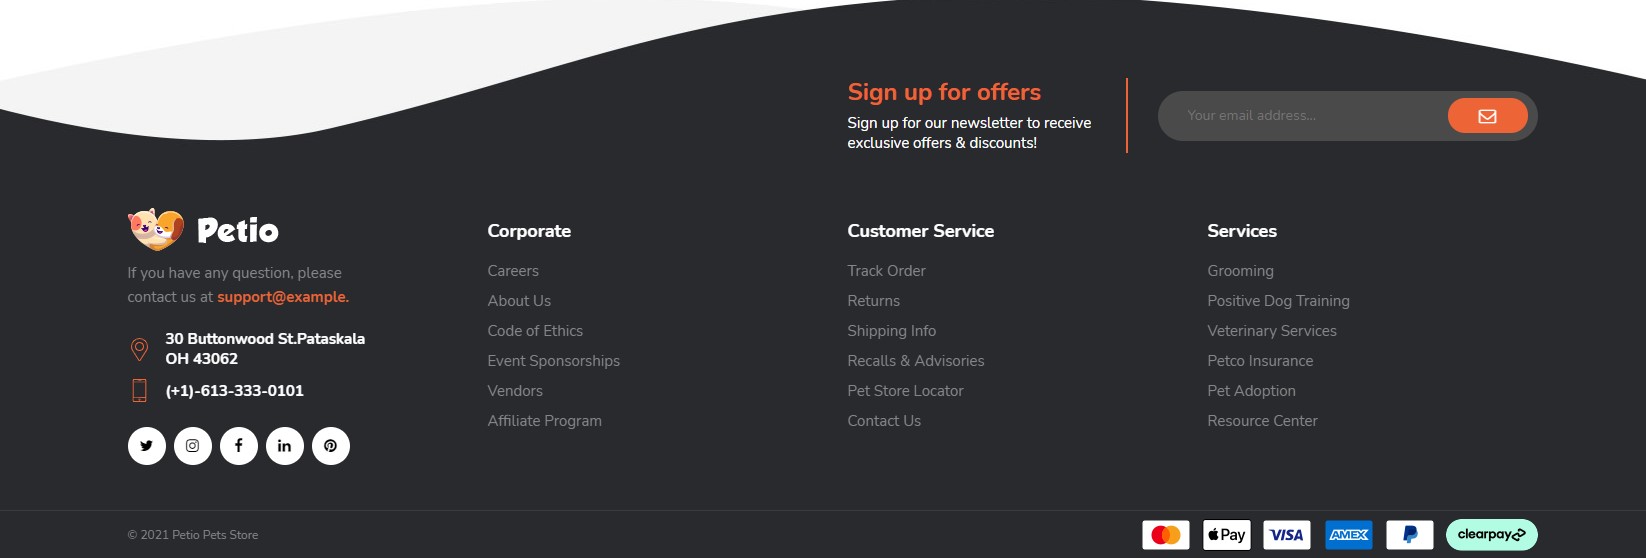 Sign up for offers
Sign up for our newsletter to receive
exclusive offers & discounts!
Your email address...
Petio
If you have any question, please
contact us at support@example.
30 Buttonwood St.Pataskala
OH 43062
(+1)-613-333-0101
Corporate
Careers
About Us
Code of Ethics
Event Sponsorships
Vendors
Affiliate Program
Customer Service
Track Order
Returns
Shipping Info
Recalls & Advisories
Pet Store Locator
Contact Us
Services
Grooming
Positive Dog Training
Veterinary Services
Petco Insurance
Pet Adoption
Resource Center
© 2021 Petio Pets Store
Pay
VISA
AMEX
clearpay